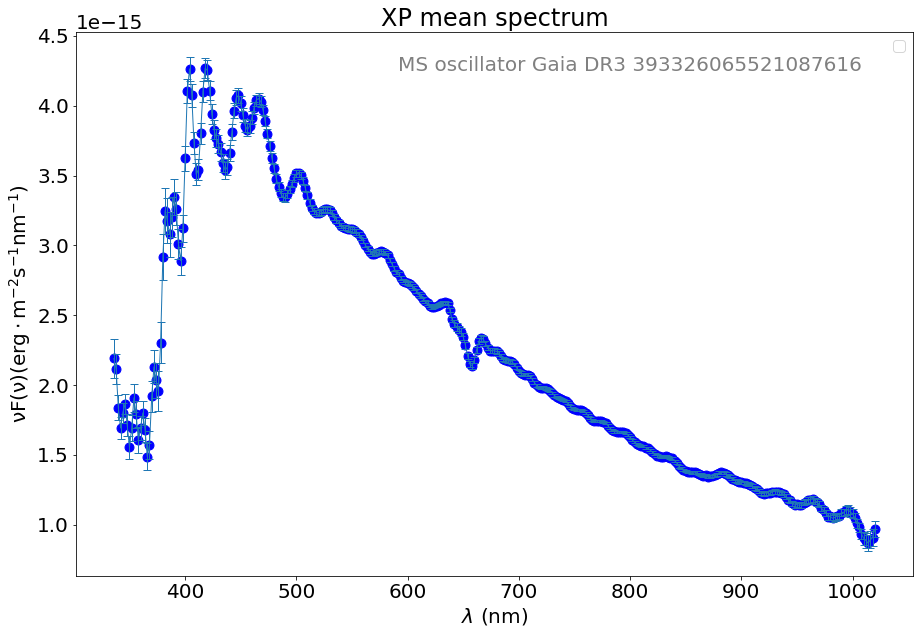 XP mean spectrum
1e−15
MS oscillator Gaia DR3 393326065521087616
4.5
4.0
3.5
3.0
2.5
2.0
1.5
1.0
νF(ν)(erg · m⁻²s⁻¹nm⁻¹)
400 500 600 700 800 900 1000
λ (nm)